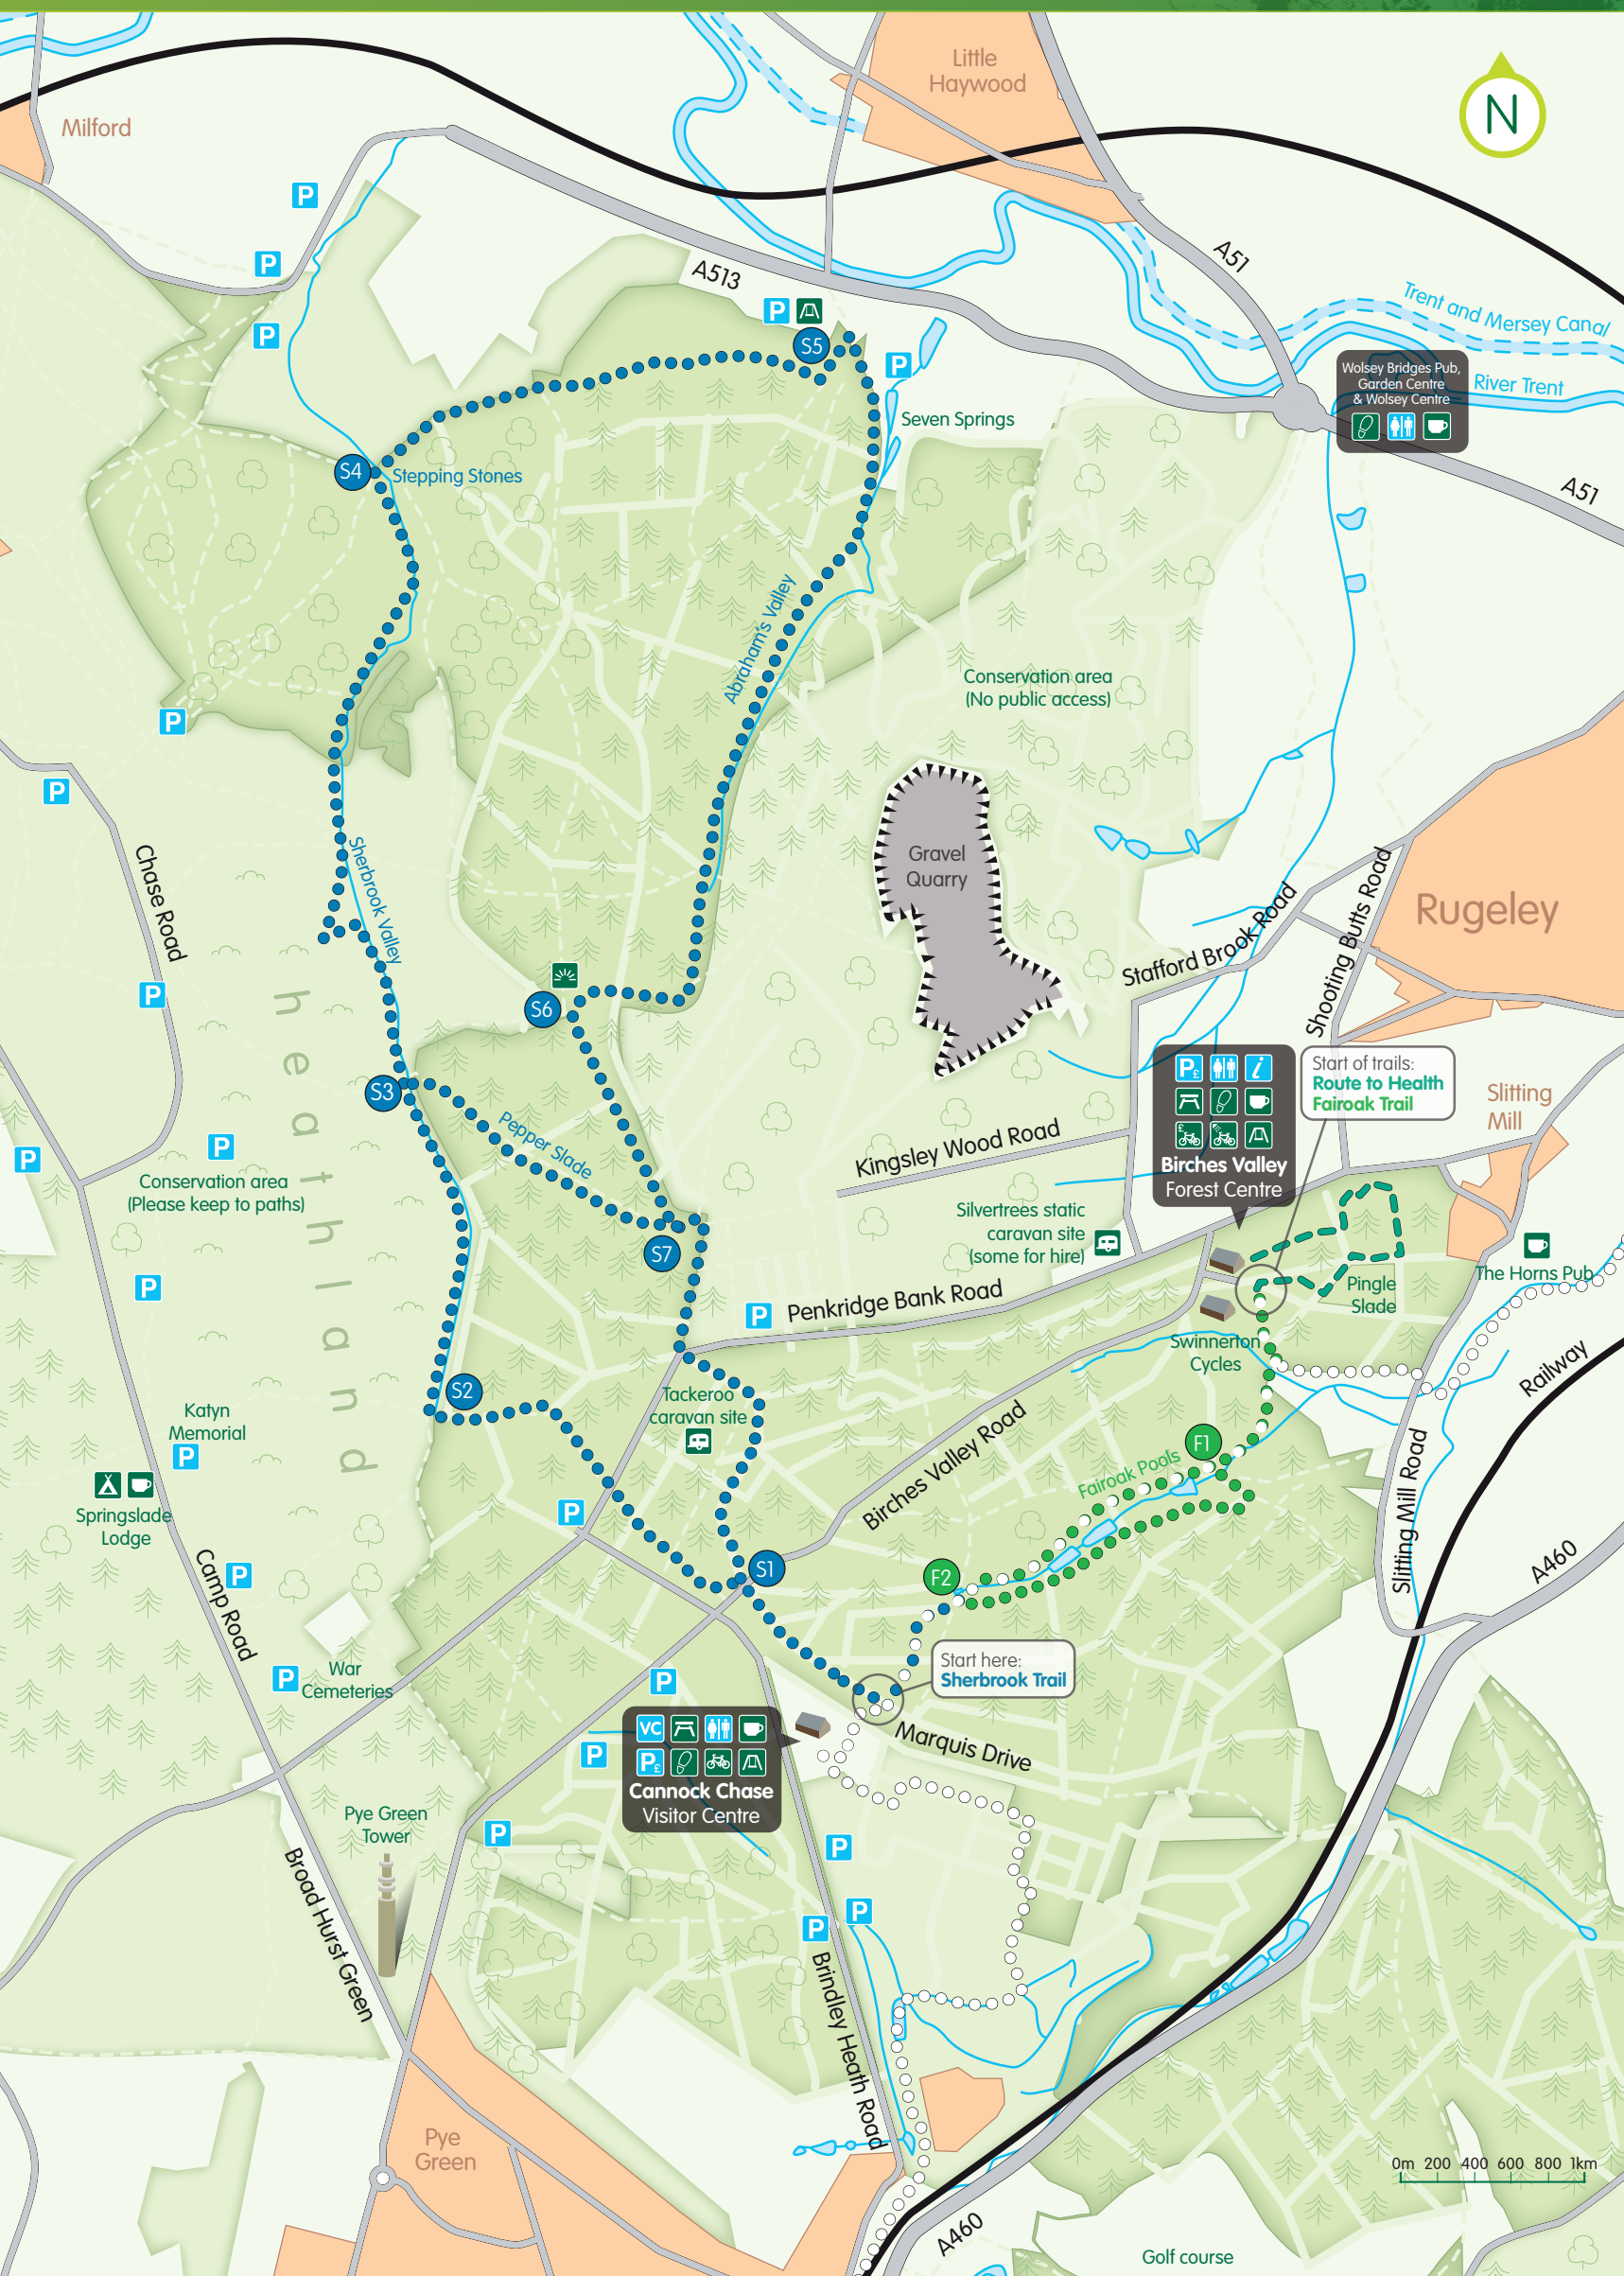 Little
Haywood
N
Milford
P
A51
P
A513
Trent and Mersey Canal
P
P
S5
P
Wolsey Bridges Pub,
Garden Centre
& Wolsey Centre
River Trent
Seven Springs
S4
Stepping Stones
A51
Abraham's Valley
Conservation area
(No public access)
P
P
Gravel
Quarry
Chase Road
Sherbrook Valley
Rugeley
Stafford Brook Road
Shooting Butts Road
P
S6
heathland
S3
P£
i
Start of trails:
Route to Health
Fairoak Trail
Slitting
Mill
Pepper Slade
Kingsley Wood Road
P
P
Birches Valley
Forest Centre
Conservation area
(Please keep to paths)
Silvertrees static
caravan site
(some for hire)
S7
The Horns Pub
P
P
Penkridge Bank Road
Pingle
Slade
Swinnerton
Cycles
Railway
S2
Tackeroo
caravan site
Katyn
Memorial
P
Birches Valley Road
F1
Fairoak Pools
Slitting Mill Road
Springslade
Lodge
P
S1
F2
A460
Camp Road
P
War
Cemeteries
P
P
Start here:
Sherbrook Trail
VC
P£
Cannock Chase
Visitor Centre
Marquis Drive
P
Pye Green
Tower
P
P
Broad Hurst Green
P
P
Brindley Heath Road
Pye
Green
0m 200 400 600 800 1km
A460
Golf course